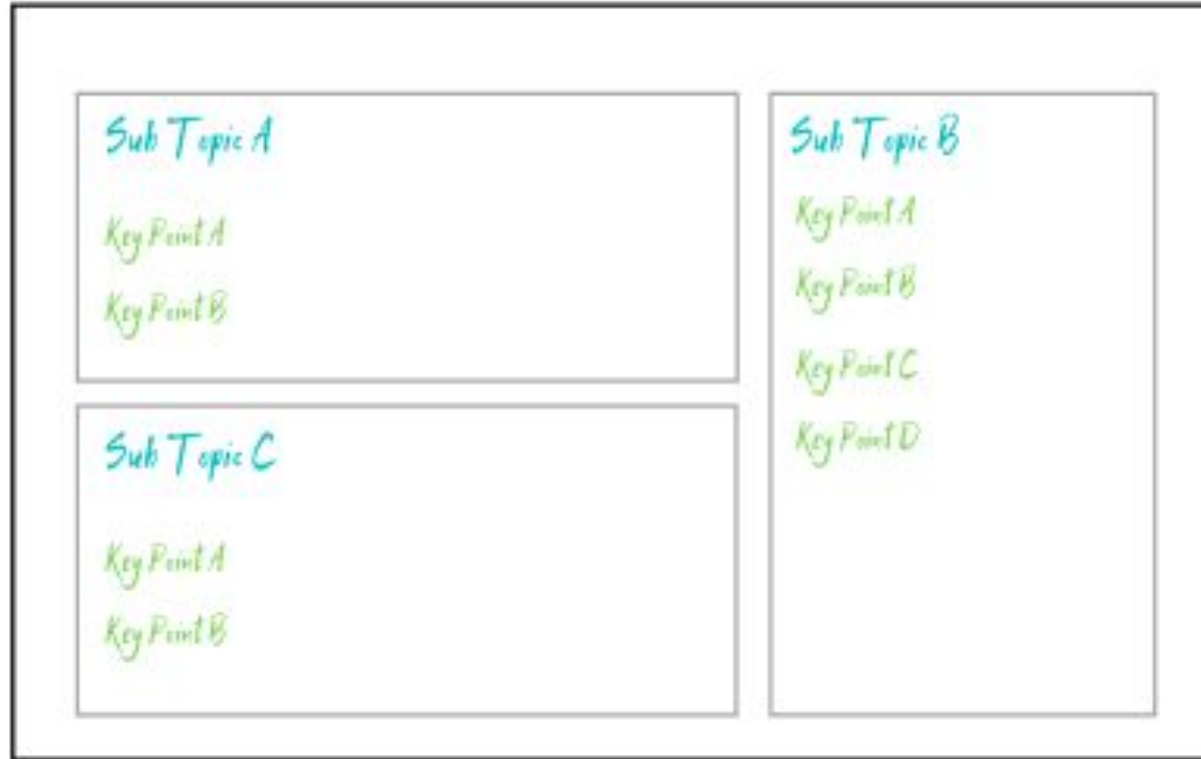 Sub Topic A
Key Point A
Key Point B
Sub Topic B
Key Point A
Key Point B
Key Point C
Key Point D
Sub Topic C
Key Point A
Key Point B